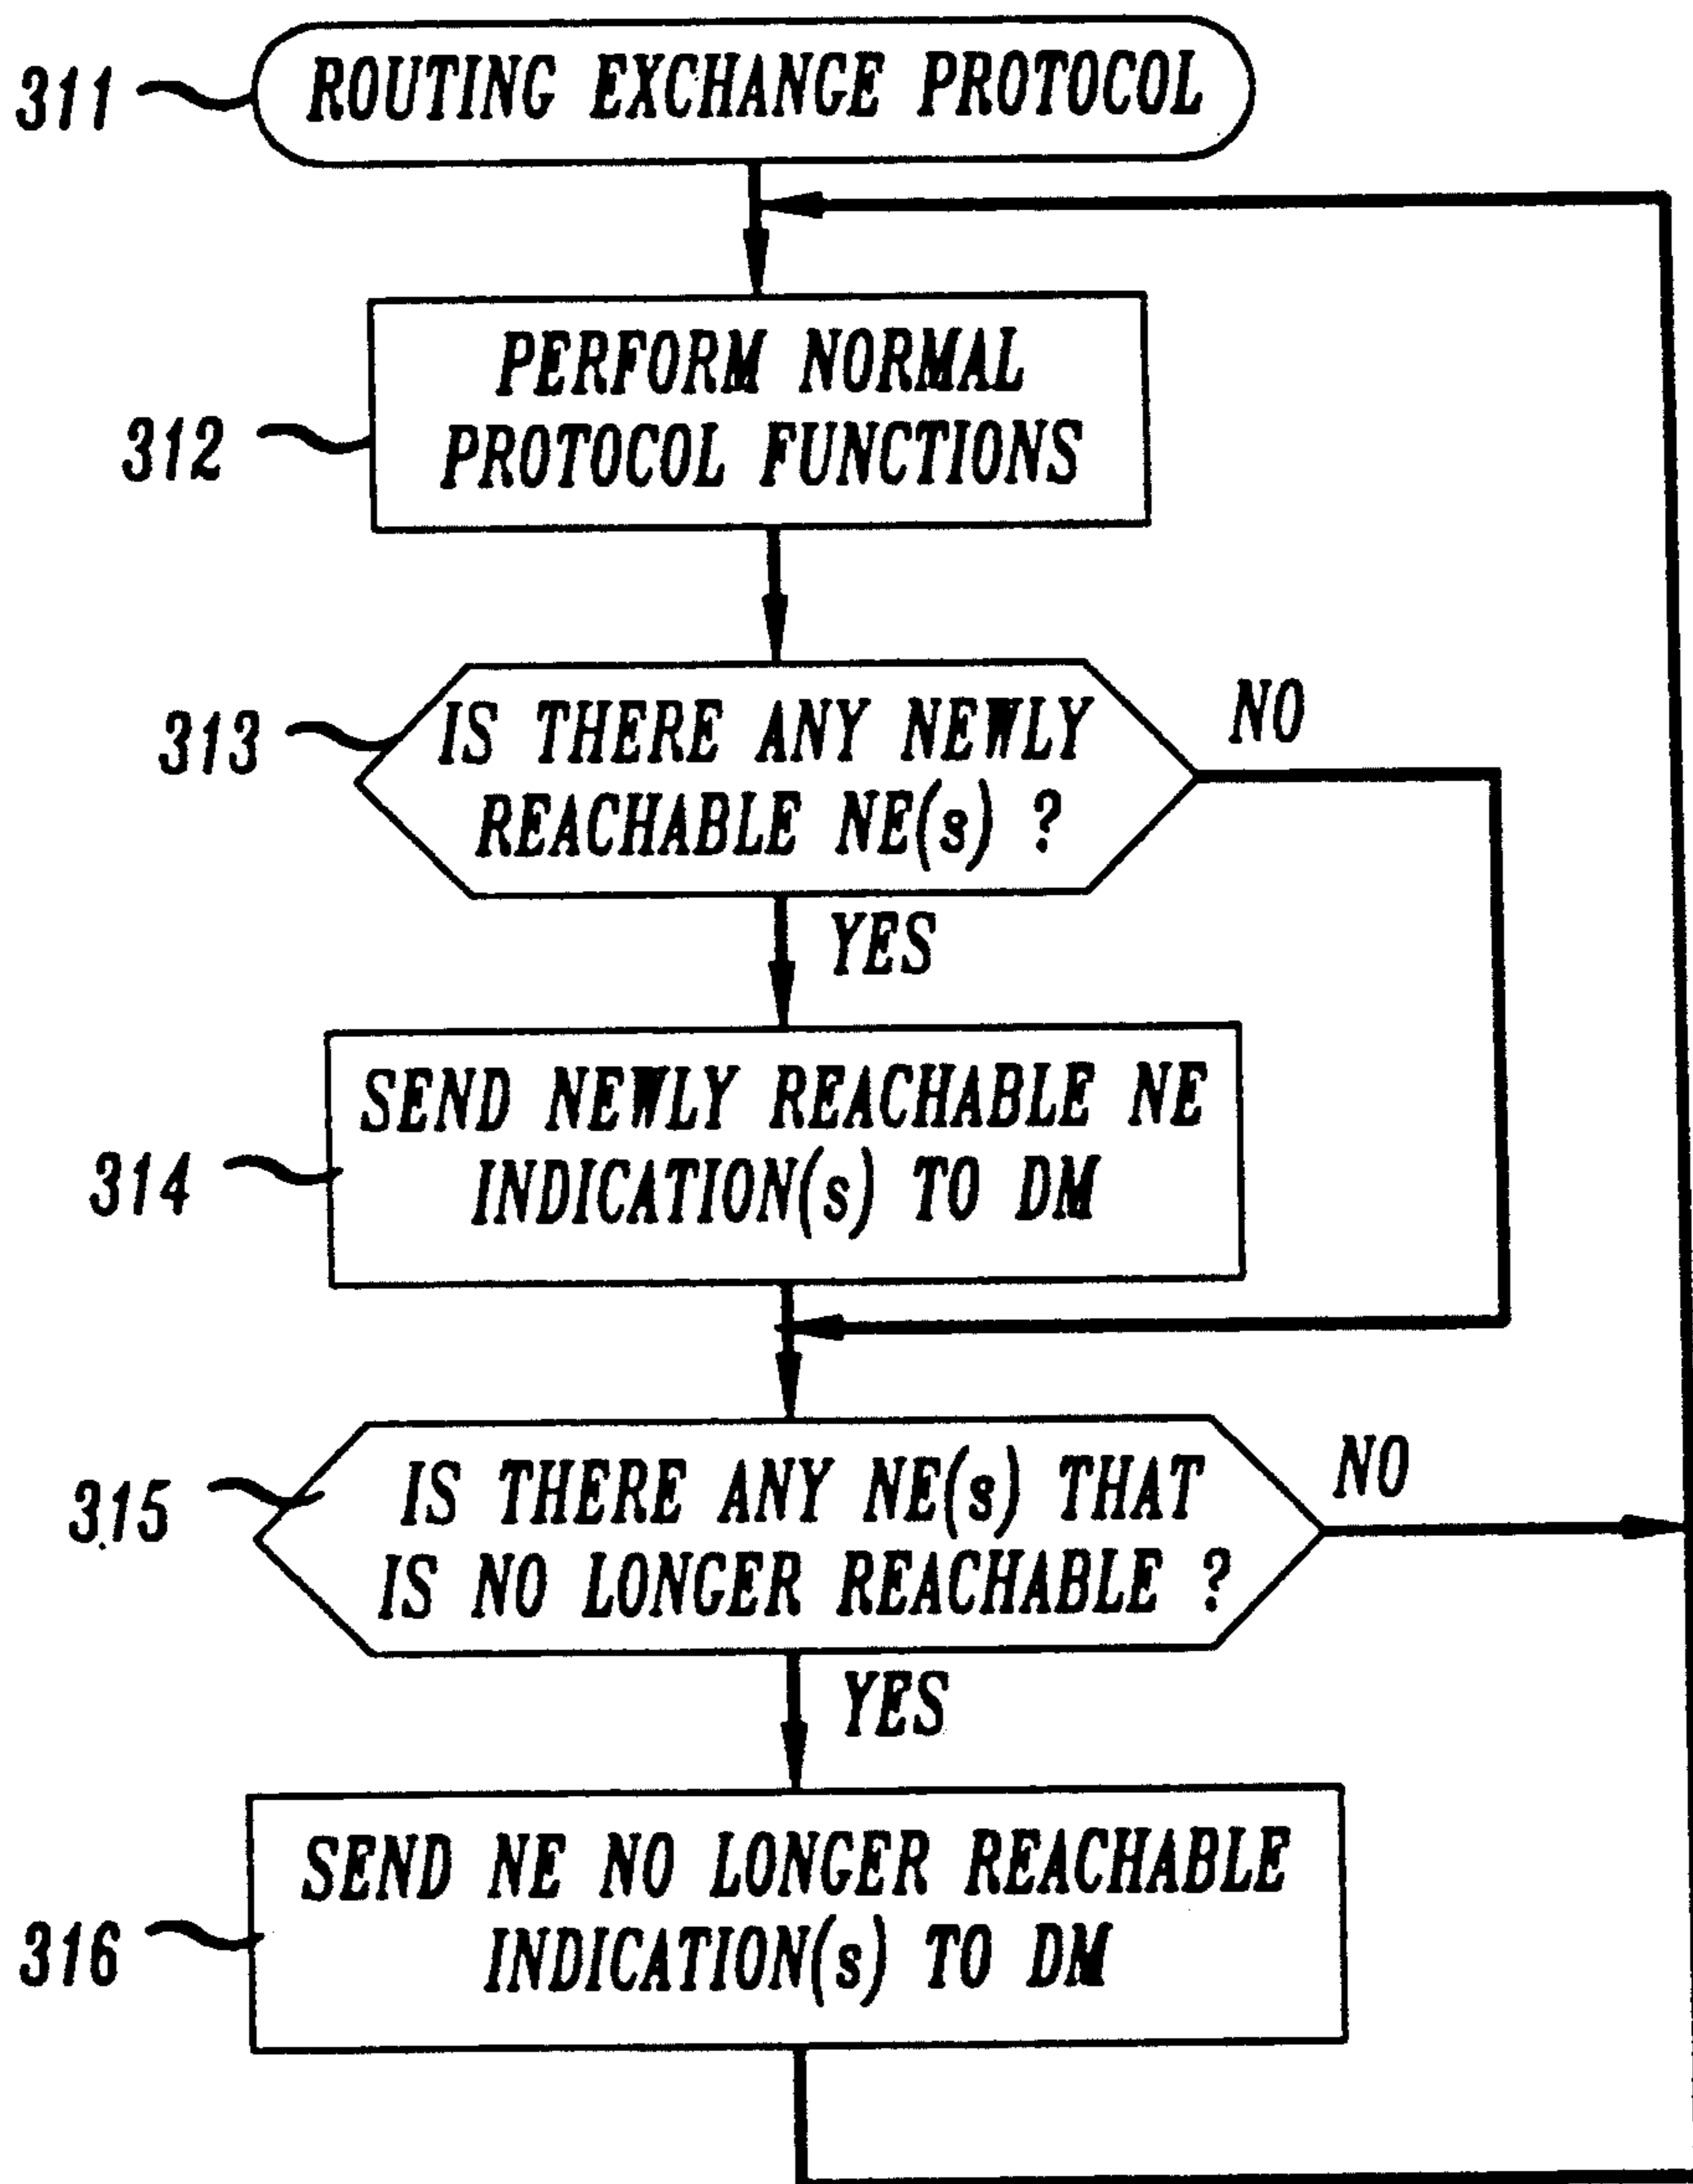 311
ROUTING EXCHANGE PROTOCOL
312
PERFORM NORMAL
PROTOCOL FUNCTIONS
313
IS THERE ANY NEWLY
REACHABLE NE(s) ?
NO
YES
314
SEND NEWLY REACHABLE NE
INDICATION(s) TO DM
315
IS THERE ANY NE(s) THAT
IS NO LONGER REACHABLE ?
NO
YES
316
SEND NE NO LONGER REACHABLE
INDICATION(s) TO DM